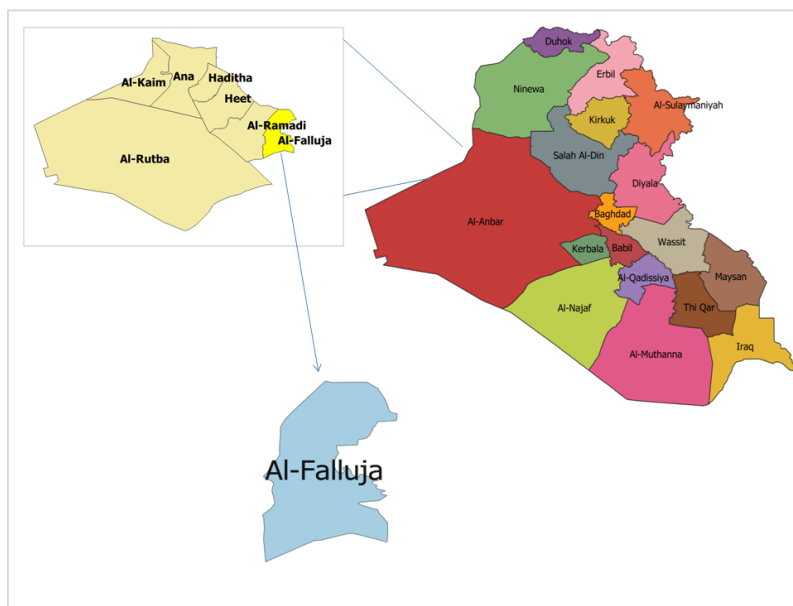 Al-Kaim
Ana
Haditha
Heet
Al-Ramadi
Al-Falluja
Al-Rutba
Duhok
Erbil
Ninewa
Al-Sulaymaniyah
Kirkuk
Salah Al-Din
Diyala
Al-Anbar
Baghdad
Wassit
Kerbala
Babil
Al-Qadissiya
Maysan
Al-Najaf
Thi Qar
Al-Muthanna
Iraq
Al-Falluja